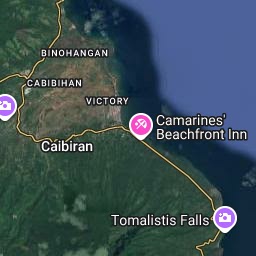 BINOHANGAN
CABIBIHAN
VICTORY
Camarines'
Beachfront Inn
Caibiran
Tomalistis Falls